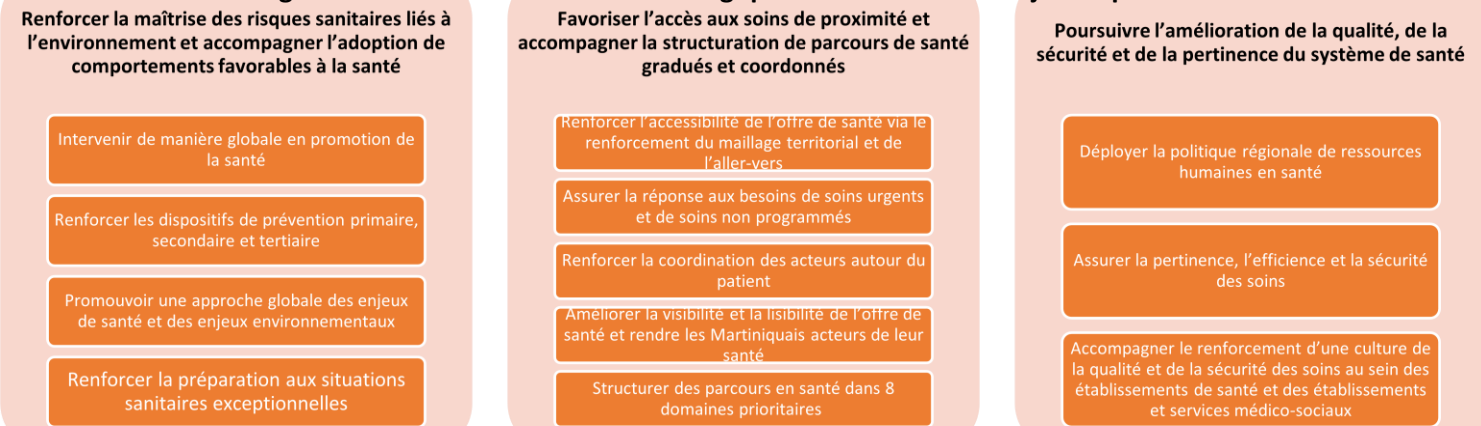 Renforcer la maîtrise des risques sanitaires liés à
l'environnement et accompagner l'adoption de
comportements favorables à la santé
Intervenir de manière globale en promotion de
la santé
Renforcer les dispositifs de prévention primaire,
secondaire et tertiaire
Promouvoir une approche globale des enjeux
de santé et des enjeux environnementaux
Renforcer la préparation aux situations
sanitaires exceptionnelles
Favoriser l'accès aux soins de proximité et
accompagner la structuration de parcours de santé
gradués et coordonnés
Renforcer l'accessibilité de l'offre de santé via le
renforcement du maillage territorial et de
l'aller-vers
Assurer la réponse aux besoins de soins urgents
et de soins non programmés
Renforcer la coordination des acteurs autour du
patient
Améliorer la visibilité et la lisibilité de l'offre de
santé et rendre les Martiniquais acteurs de leur
santé
Structurer des parcours en santé dans 8
domaines prioritaires
Poursuivre l'amélioration de la qualité, de la
sécurité et de la pertinence du système de santé
Déployer la politique régionale de ressources
humaines en santé
Assurer la pertinence, l'efficience et la sécurité
des soins
Accompagner le renforcement d'une culture de
la qualité et de la sécurité des soins au sein des
établissements de santé et des établissements
et services médico-sociaux